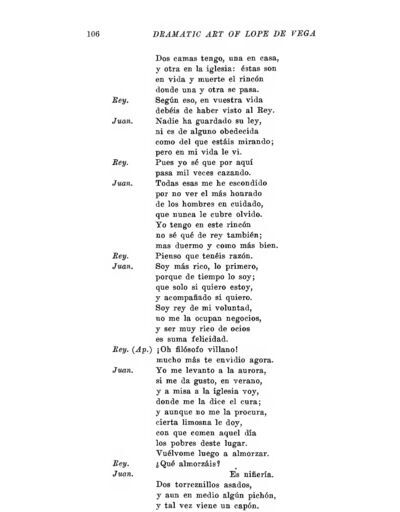 106 DRAMATIC ART OF LOPE DE VEGA
Dos camas tengo, una en casa,
y otra en la iglesia: éstas son
en vida y muerte el rincón
donde una y otra se pasa.
Rey. Según eso, en vuestra vida
debéis de haber visto al Rey.
Juan. Nadie ha guardado su ley,
ni es de alguno obedecida
como del que estáis mirando;
pero en mi vida le vi.
Rey. Pues yo sé que por aquí
pasa mil veces cazando.
Juan. Todas esas me he escondido
por no ver el más honrado
de los hombres en cuidado,
que nunca le cubre olvido.
Yo tengo en este rincón
no sé qué de rey también;
mas duermo y como más bien.
Rey. Pienso que tenéis razón.
Juan. Soy más rico, lo primero,
porque de tiempo lo soy;
que solo si quiero estoy,
y acompañado si quiero.
Soy rey de mi voluntad,
no me la ocupan negocios,
y ser muy rico de ocios
es suma felicidad.
Rey. (Ap.) ¡Oh filósofo villano!
mucho más te envidio agora.
Juan. Yo me levanto a la aurora,
si me da gusto, en verano,
y a misa a la iglesia voy,
donde me la dice el cura;
y aunque no me la procura,
cierta limosna le doy,
con que comen aquel día
los pobres deste lugar.
Vuélvome luego a almorzar.
Rey. ¿Qué almorzáis?
Juan. Es niñería.
Dos torreznillos asados,
y aun en medio algún pichón,
y tal vez viene un capón.